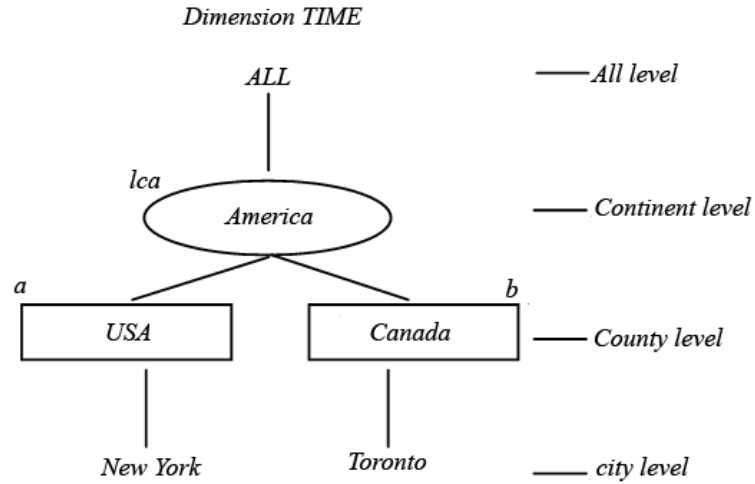 Dimension TIME
ALL
All level
lca
America
Continent level
a
b
USA
Canada
County level
New York
Toronto
city level